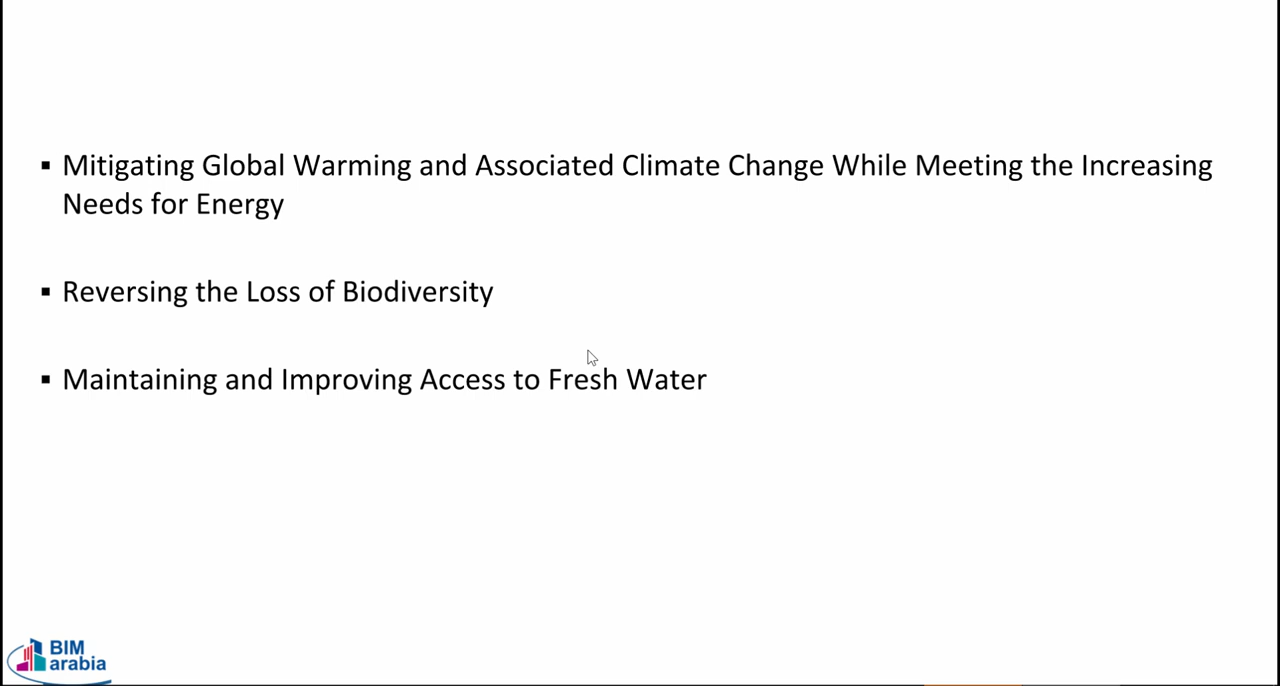 ▪ Mitigating Global Warming and Associated Climate Change While Meeting the Increasing
Needs for Energy
▪ Reversing the Loss of Biodiversity
▪ Maintaining and Improving Access to Fresh Water
BIM
arabia